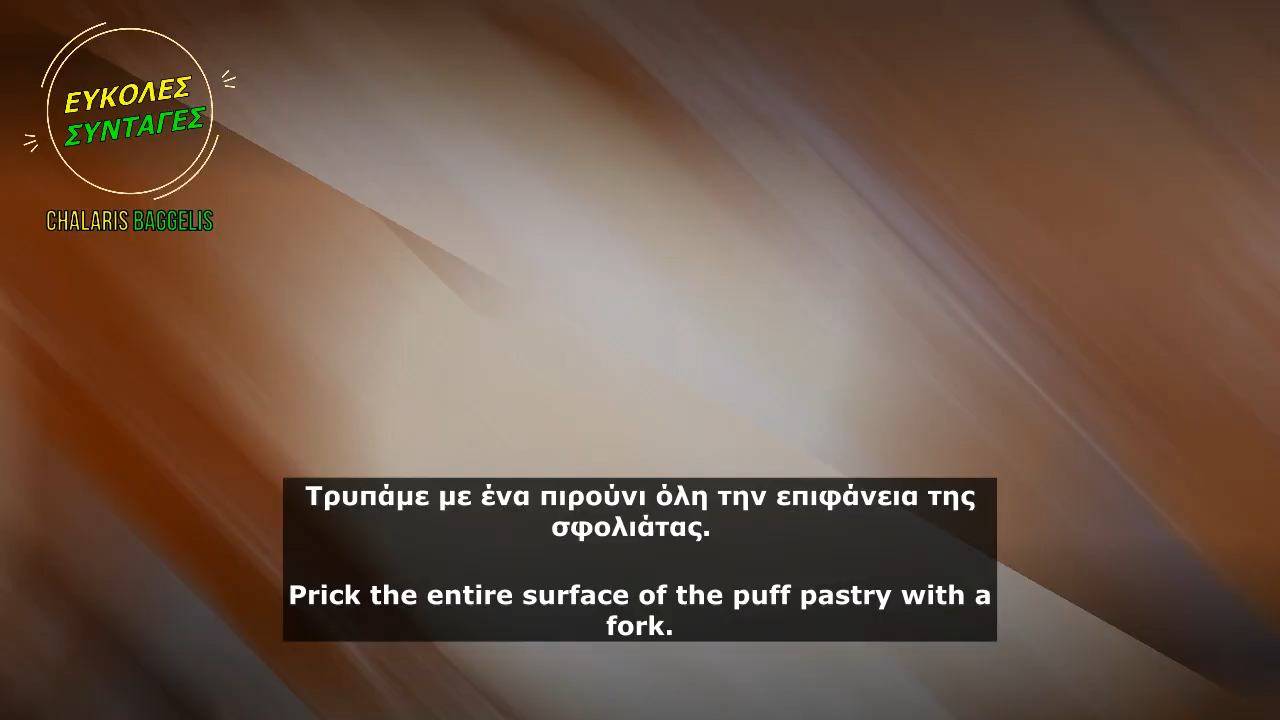 ΕΥΚΟΛΕΣ
ΣΥΝΤΑΓΕΣ
CHALARIS BAGGELIS
Τρυπάμε με ένα πιρούνι όλη την επιφάνεια της
σφολιάτας.
Prick the entire surface of the puff pastry with a
fork.